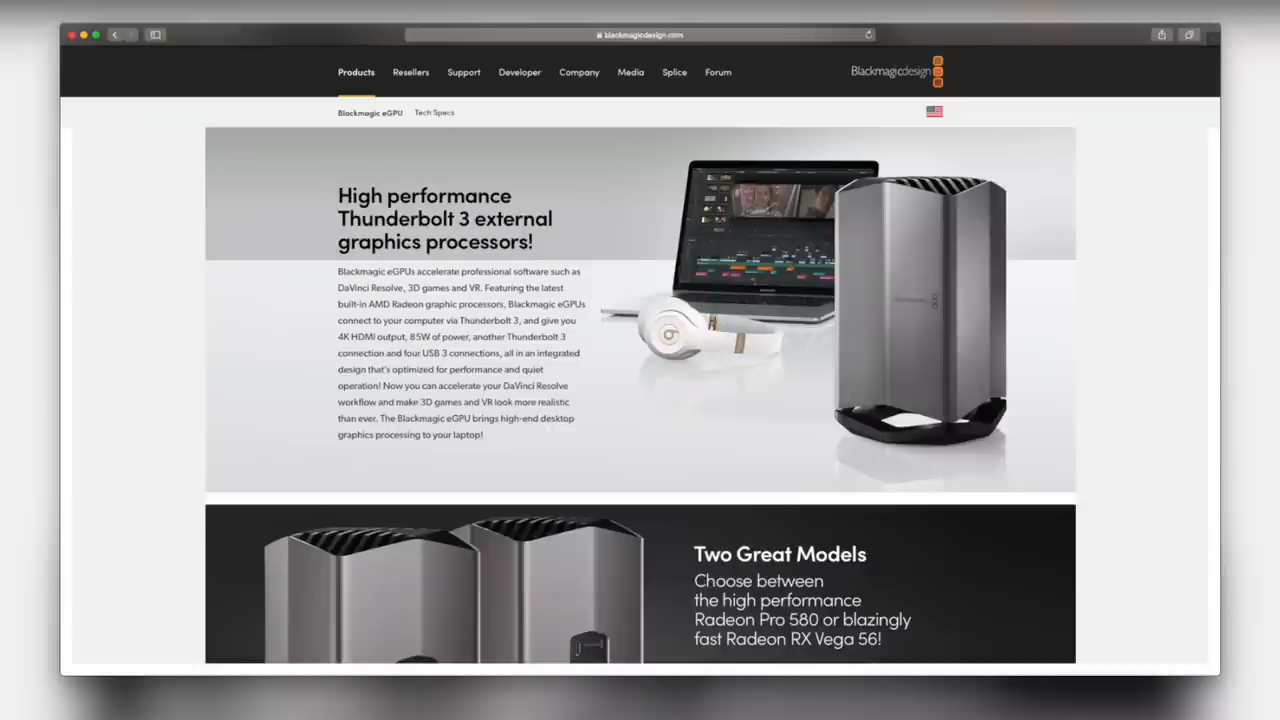 blackmagicdesign.com
Products Resellers Support Developer Company Media Splice Forum
Blackmagicdesign
Blackmagic eGPU Tech Specs
High performance
Thunderbolt 3 external
graphics processors!
Blackmagic eGPUs accelerate professional software such as
DaVinci Resolve, 3D games and VR. Featuring the latest
built-in AMD Radeon graphic processors, Blackmagic eGPUs
connect to your computer via Thunderbolt 3, and give you
4K HDMI output, 85W of power, another Thunderbolt 3
connection and four USB 3 connections, all in an integrated
design that's optimized for performance and quiet
operation! Now you can accelerate your DaVinci Resolve
workflow and make 3D games and VR look more realistic
than ever. The Blackmagic eGPU brings high-end desktop
graphics processing to your laptop!
Two Great Models
Choose between
the high performance
Radeon Pro 580 or blazingly
fast Radeon RX Vega 56!